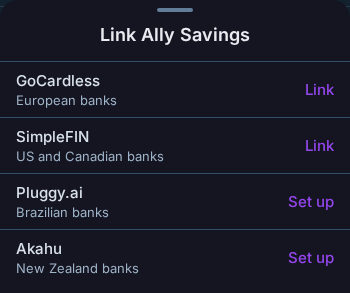 Link Ally Savings
GoCardless
European banks
Link
SimpleFIN
US and Canadian banks
Link
Pluggy.ai
Brazilian banks
Set up
Akahu
New Zealand banks
Set up